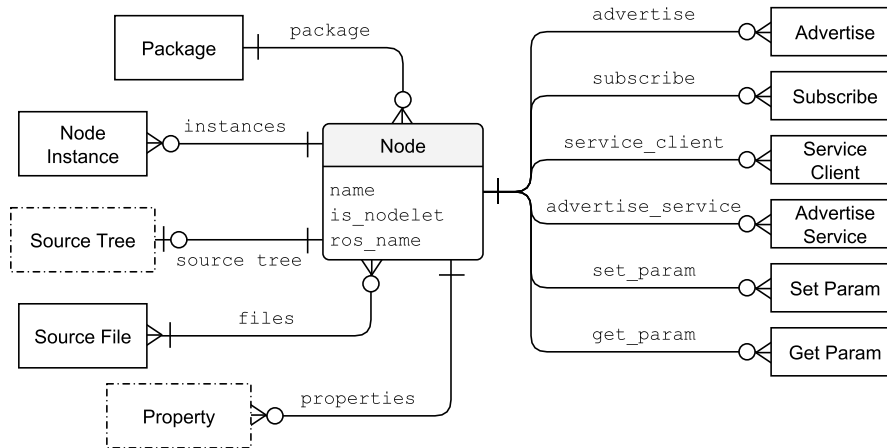 advertise
package
Package
Advertise
subscribe
Subscribe
Node
Instance
instances
Node
service_client
Service
Client
name
is_nodelet
ros_name
advertise_service
Advertise
Service
Source Tree
source tree
set_param
Set Param
Source File
files
get_param
Get Param
Property
properties